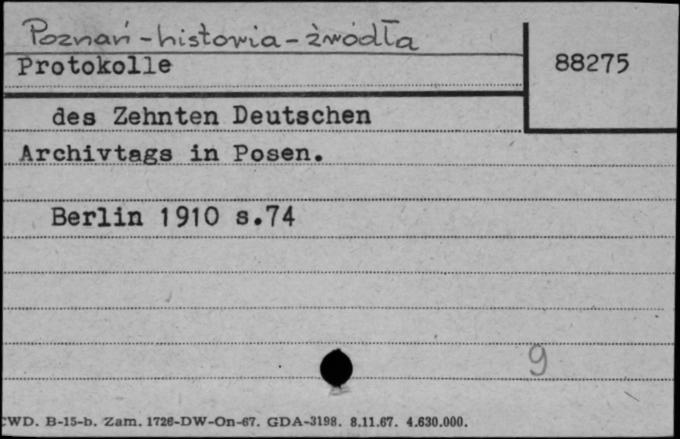 Poznań - historia - źródła
Protokolle
88275
des Zehnten Deutschen
Archivtags in Posen.
Berlin 1910 s.74
9
CWD. B-15-b. Zam. 1726-DW-On-67. GDA-3198. 8.11.67. 4.630.000.